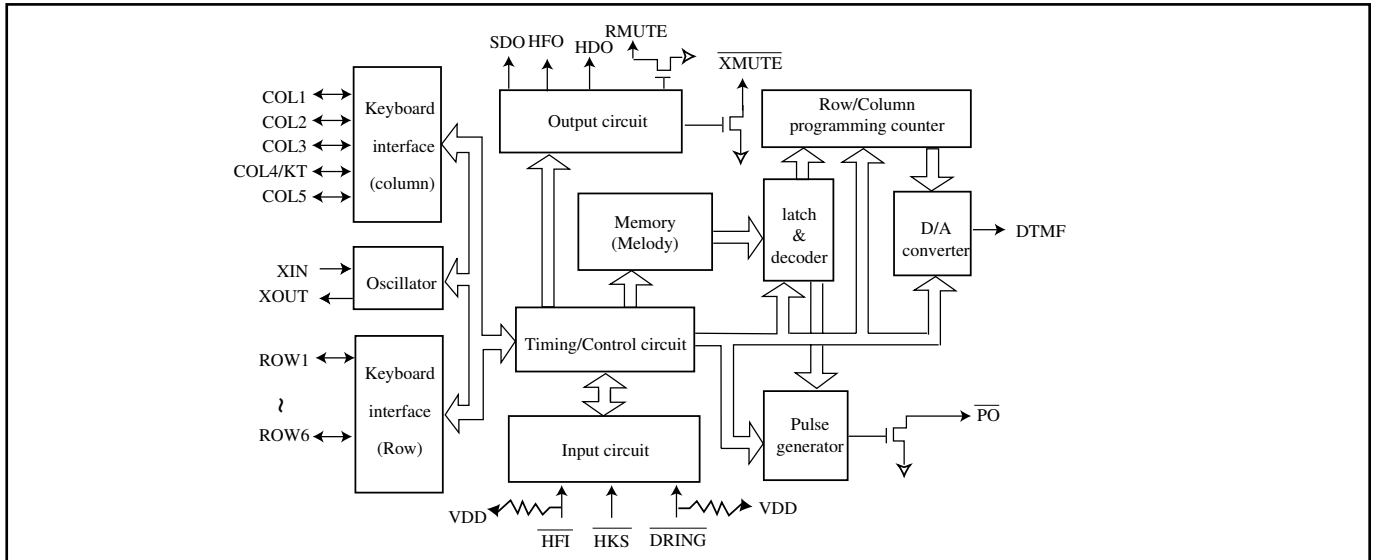 SDO
HFO
HDO
RMUTE
XMUTE
COL1
COL2
COL3
COL4/KT
COL5
Keyboard
interface
(column)
Output circuit
Row/Column
programming counter
Memory
(Melody)
latch
&
decoder
D/A
converter
DTMF
XIN
XOUT
Oscillator
Timing/Control circuit
ROW1
~
ROW6
Keyboard
interface
(Row)
Input circuit
Pulse
generator
PO
VDD
HFI
HKS
DRING
VDD